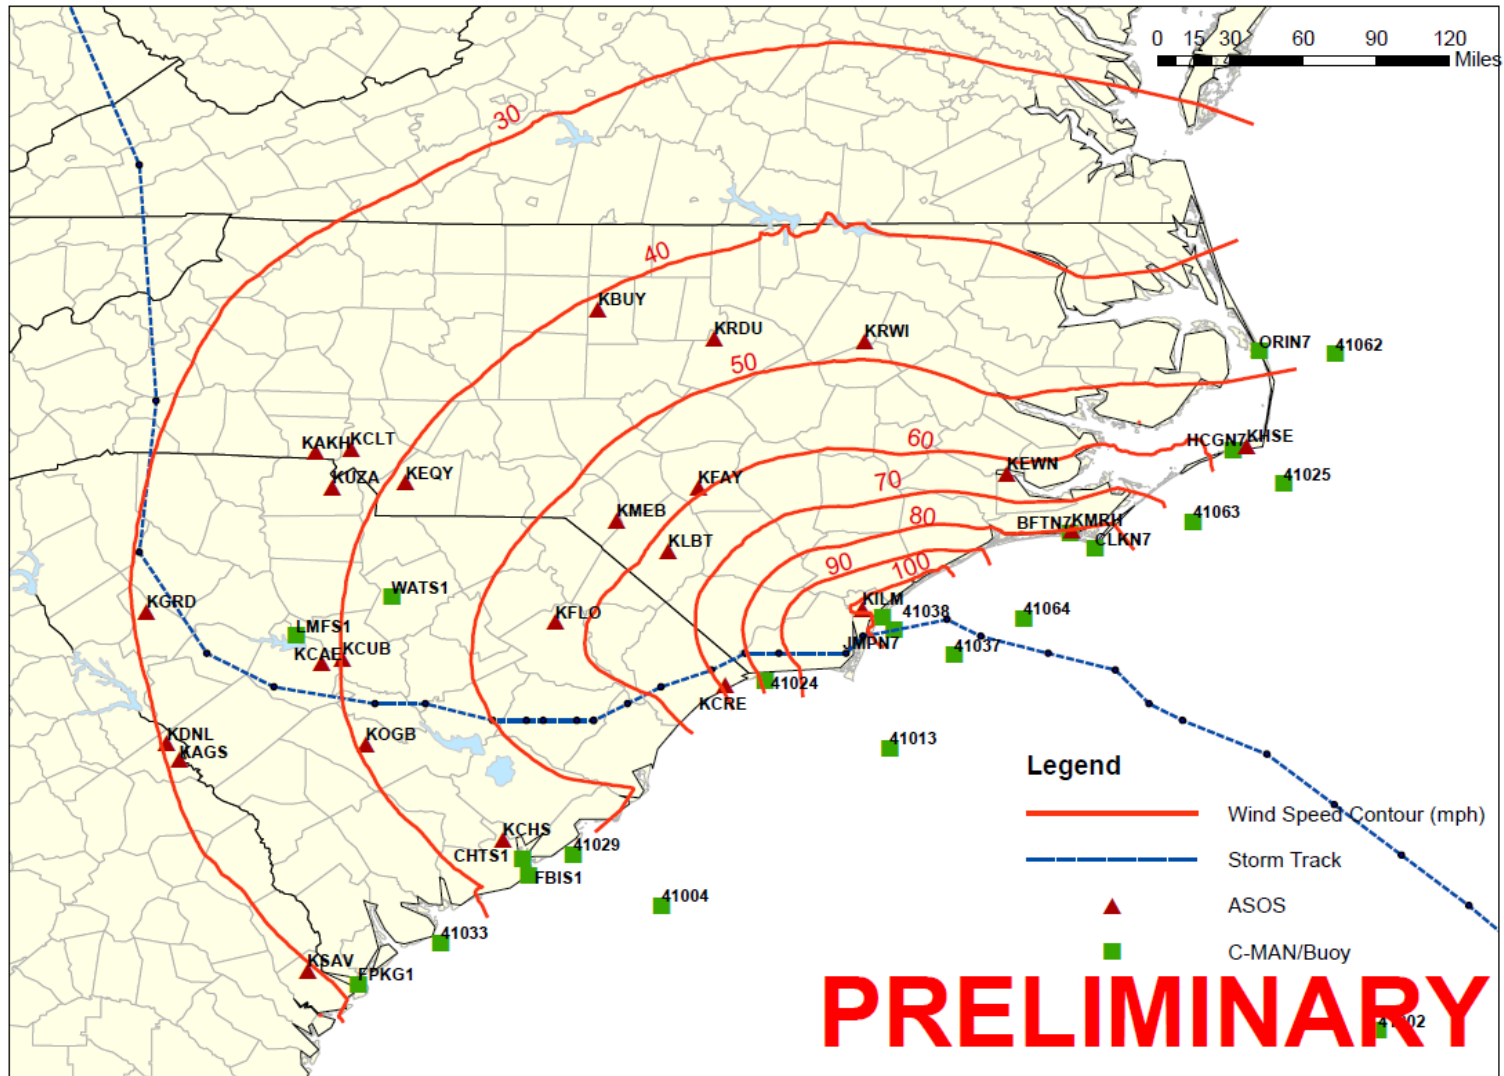 0 15 30 60 90 120
Miles
30
40
KBUY
KRDU
KRWI
ORIN7
41062
50
KAKH
KCLT
60
HCGN7
KHSE
KUZA
KEQY
KFAY
70
KEWN
41025
KMEB
80
BFTN7
KMRH
41063
KLBT
CLKN7
90
100
WATS1
KGRD
KFLO
KILM
41038
41064
LMFS1
KCAE
KCUB
JMPN7
41037
41024
KCRE
KDNL
KAGS
KOGB
41013
Legend
Wind Speed Contour (mph)
KCHS
CHTS1
41029
Storm Track
FBIS1
41004
ASOS
41033
C-MAN/Buoy
KSAV
FPKG1
PRELIMINARY
41002